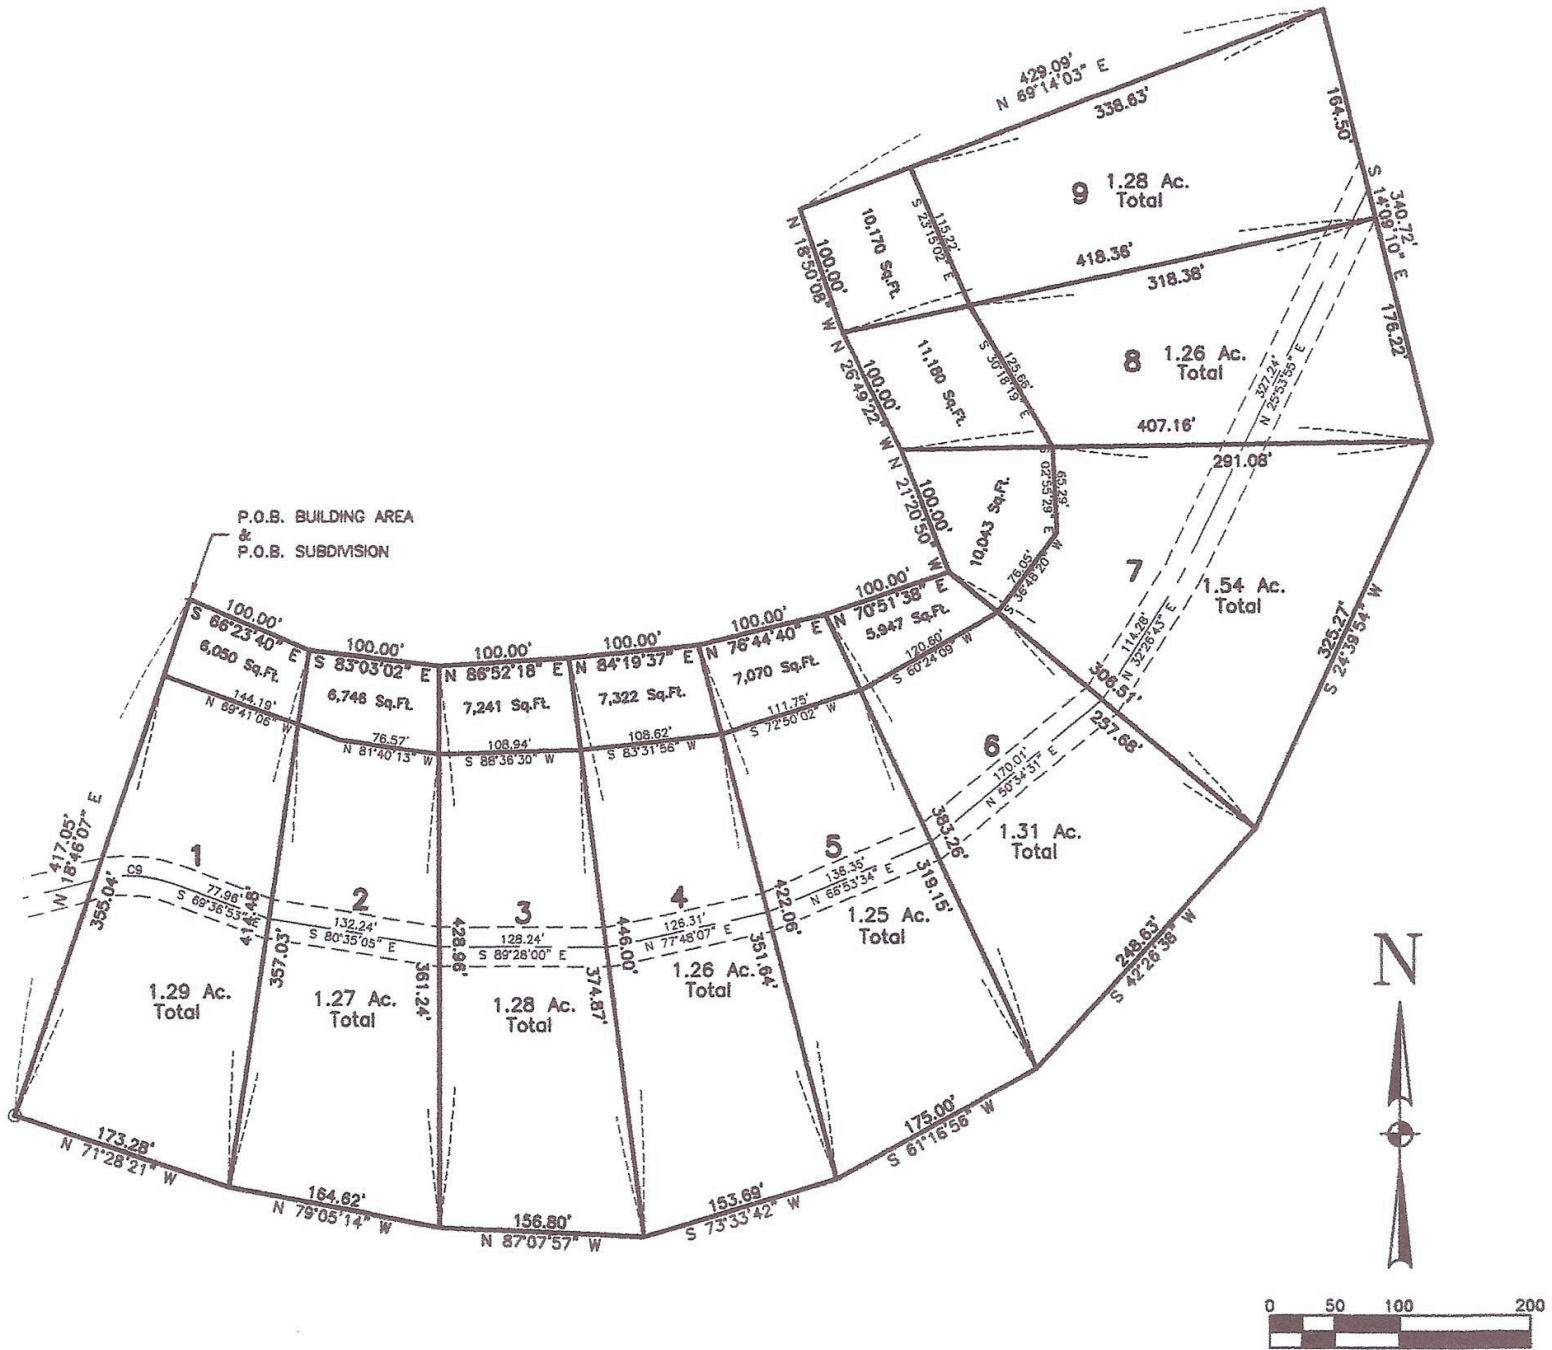 429.09'
N 69°14'03" E
338.63'
164.50'
9 1.28 Ac.
Total
S 14°09'10" E
340.72'
10,170 Sq.Ft.
115.22'
S 23°15'02" E
N 18°50'08" W
100.00'
418.36'
318.38'
176.22'
8 1.26 Ac.
Total
11,180 Sq.Ft.
125.66'
S 30°18'19" E
N 26°49'22" W
100.00'
327.24'
N 25°53'55" E
407.16'
291.08'
10,043 Sq.Ft.
65.29'
S 02°55'29" E
N 21°20'50" W
100.00'
76.05'
S 36°48'20" W
7
1.54 Ac.
Total
114.28'
N 32°26'43" E
325.27'
S 24°39'54" W
P.O.B. BUILDING AREA
&
P.O.B. SUBDIVISION
100.00'
S 66°23'40" E
6,050 Sq.Ft.
100.00'
S 83°03'02" E
6,746 Sq.Ft.
100.00'
N 86°52'18" E
7,241 Sq.Ft.
100.00'
N 84°19'37" E
7,322 Sq.Ft.
100.00'
N 76°44'40" E
7,070 Sq.Ft.
100.00'
N 70°51'38" E
5,947 Sq.Ft.
144.19'
N 69°41'06" W
76.57'
N 81°40'13" W
108.94'
S 88°36'30" W
108.62'
S 83°31'56" W
111.75'
S 72°50'02" W
120.60'
S 60°24'09" W
306.51'
257.68'
6
170.01'
N 50°34'31" E
1.31 Ac.
Total
383.26'
319.15'
417.05'
N 18°46'07" E
355.04'
1
C9
77.96'
S 69°36'53" E
414.48'
357.03'
2
132.24'
S 80°35'05" E
428.96'
361.24'
3
128.24'
S 89°28'00" E
446.00'
374.87'
4
126.31'
N 77°48'07" E
422.06'
351.64'
5
136.35'
N 66°53'34" E
1.29 Ac.
Total
1.27 Ac.
Total
1.28 Ac.
Total
1.26 Ac.
Total
1.25 Ac.
Total
248.63'
S 42°26'38" W
173.28'
N 71°28'21" W
164.62'
N 79°05'14" W
156.80'
N 87°07'57" W
153.69'
S 73°33'42" W
175.00'
S 61°16'56" W
N
0 50 100 200